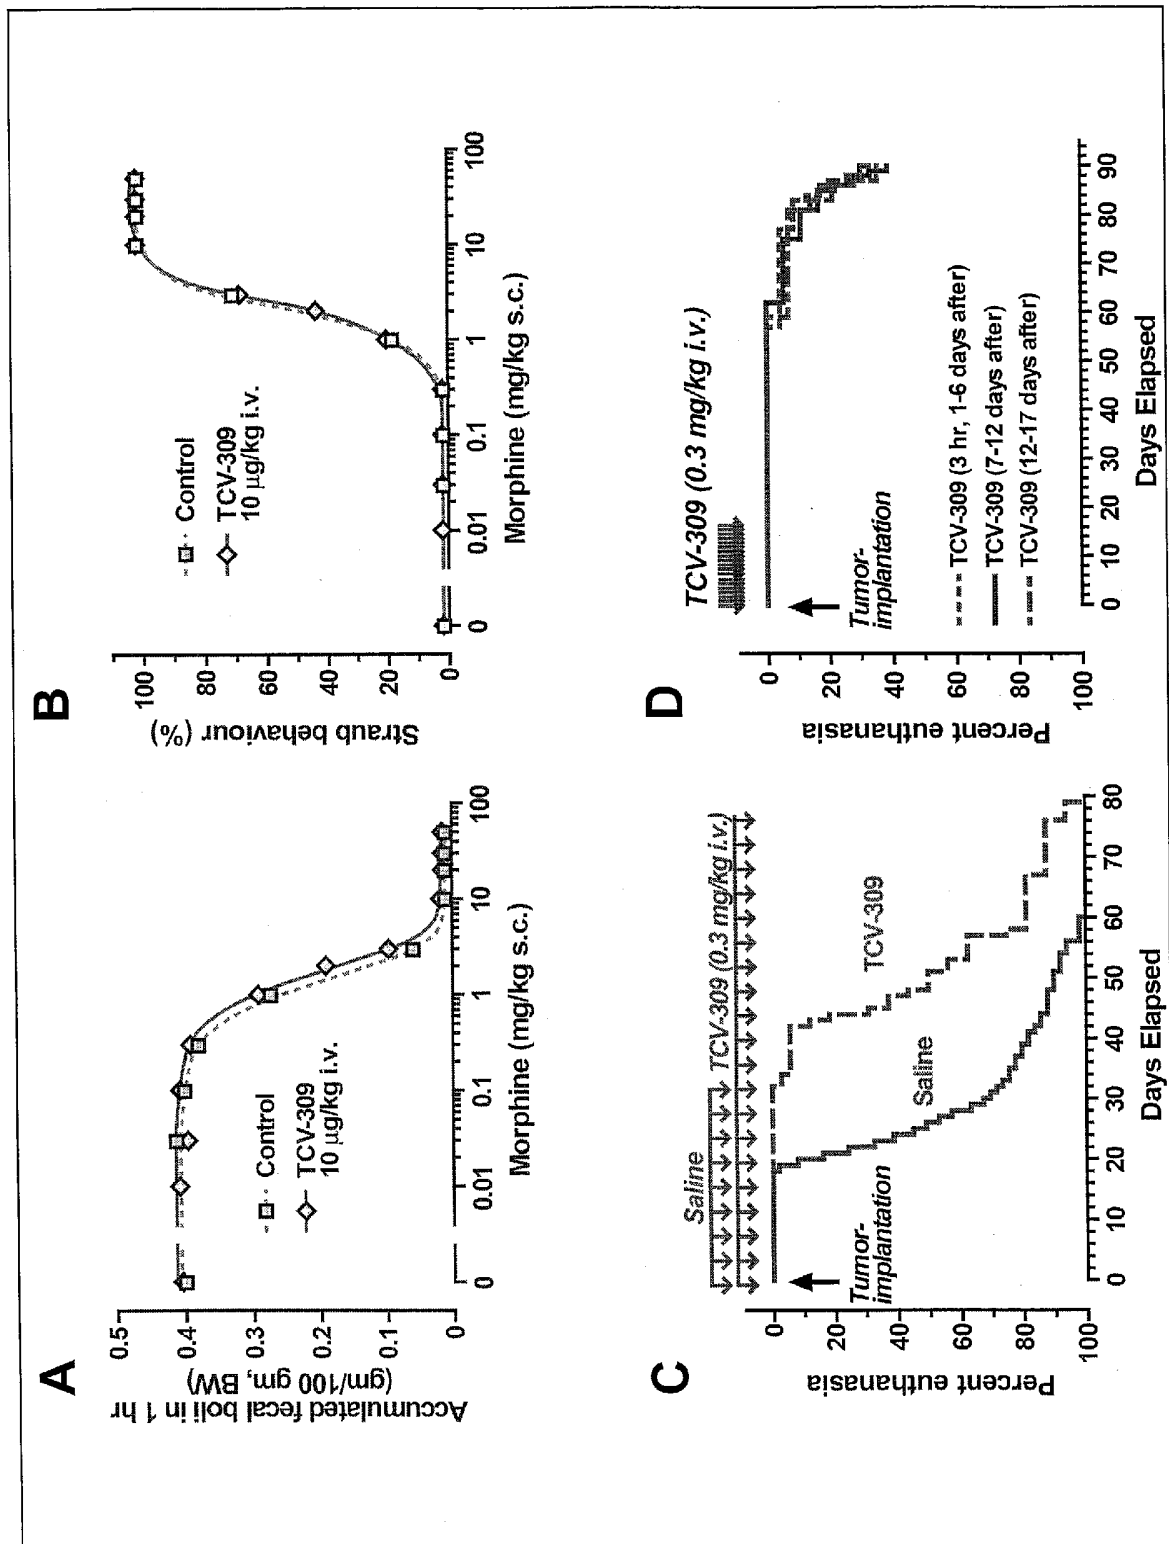 A
Accumulated fecal boli in 1 hr
(gm/100 gm, BW)
0.5
0.4
0.3
0.2
0.1
0
Control
TCV-309
10 µg/kg i.v.
0 0.01 0.1 1 10 100
Morphine (mg/kg s.c.)
B
Straub behaviour (%)
100
80
60
40
20
0
Control
TCV-309
10 µg/kg i.v.
0 0.01 0.1 1 10 100
Morphine (mg/kg s.c.)
C
Saline
TCV-309 (0.3 mg/kg i.v.)
Percent euthanasia
0
20
40
60
80
100
Tumor-
implantation
Saline
TCV-309
0 10 20 30 40 50 60 70 80
Days Elapsed
D
TCV-309 (0.3 mg/kg i.v.)
Percent euthanasia
0
20
40
60
80
100
Tumor-
implantation
TCV-309 (3 hr, 1-6 days after)
TCV-309 (7-12 days after)
TCV-309 (12-17 days after)
0 10 20 30 40 50 60 70 80 90
Days Elapsed